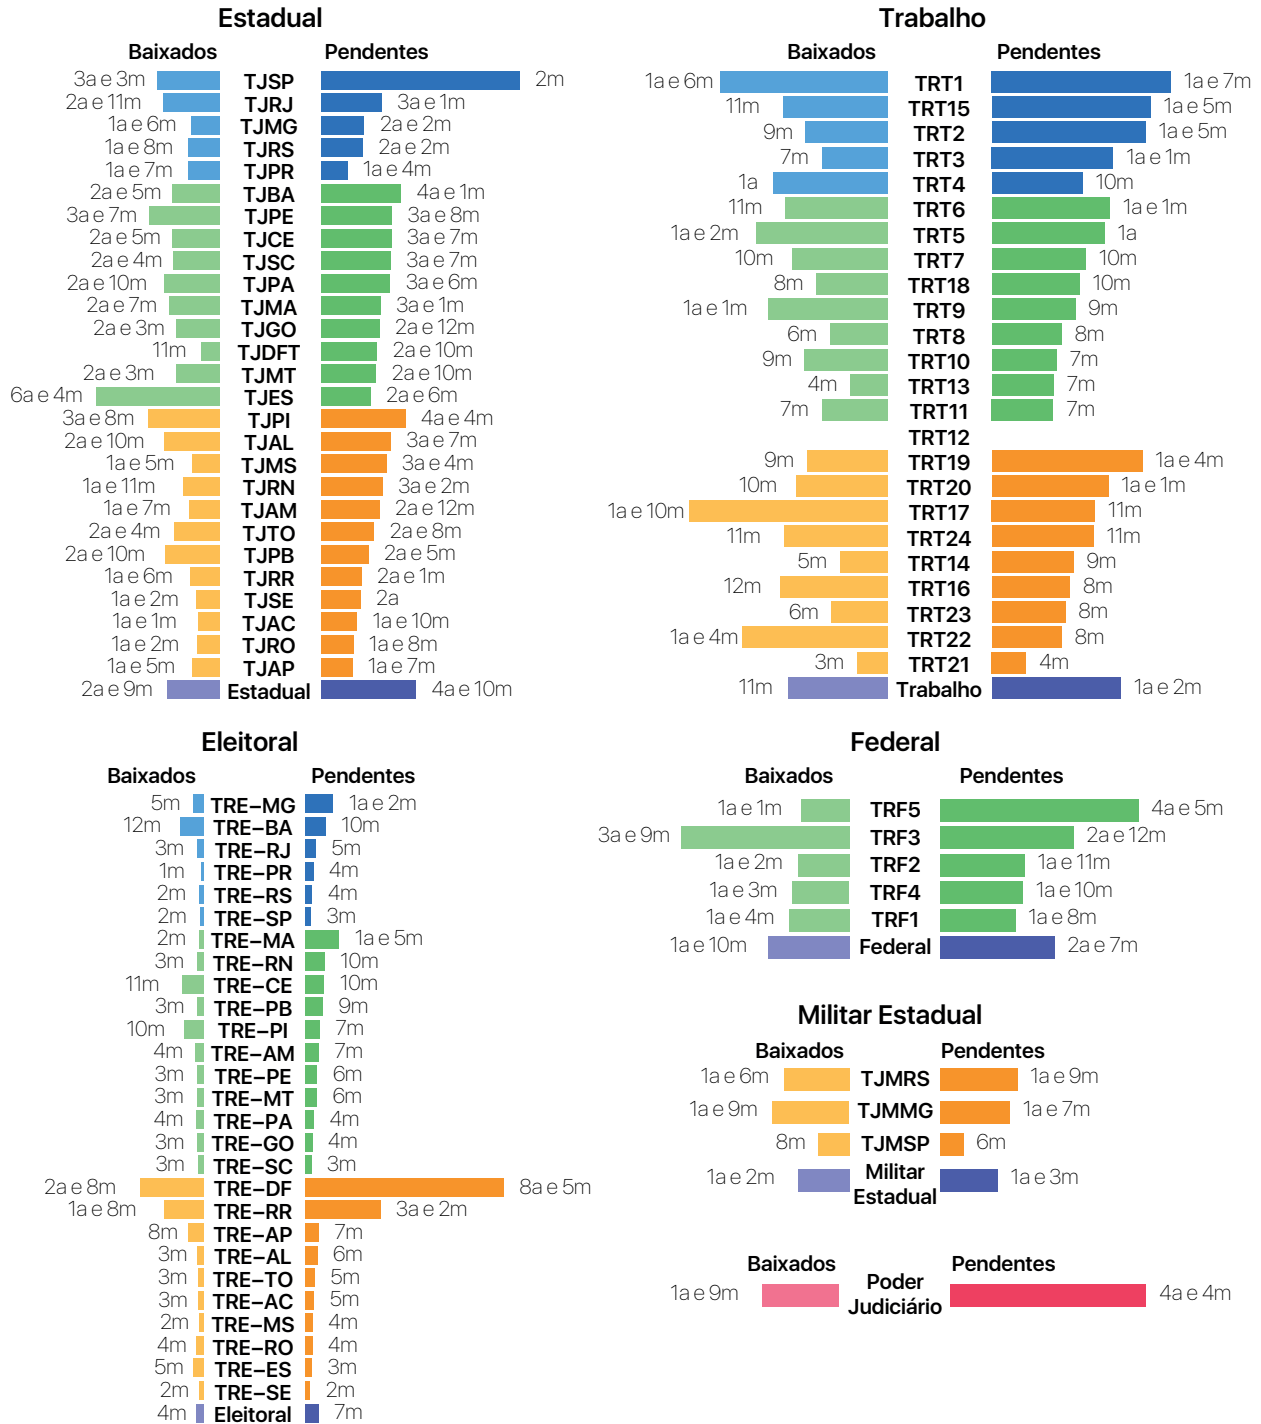 Estadual
Baixados Pendentes
3a e 3m TJSP 2m
2a e 11m TJRJ 3a e 1m
1a e 6m TJMG 2a e 2m
1a e 8m TJRS 2a e 2m
1a e 7m TJPR 1a e 4m
2a e 5m TJBA 4a e 1m
3a e 7m TJPE 3a e 8m
2a e 5m TJCE 3a e 7m
2a e 4m TJSC 3a e 7m
2a e 10m TJPA 3a e 6m
2a e 7m TJMA 3a e 1m
2a e 3m TJGO 2a e 12m
11m TJDFT 2a e 10m
2a e 3m TJMT 2a e 10m
6a e 4m TJES 2a e 6m
3a e 8m TJPI 4a e 4m
2a e 10m TJAL 3a e 7m
1a e 5m TJMS 3a e 4m
1a e 11m TJRN 3a e 2m
1a e 7m TJAM 2a e 12m
2a e 4m TJTO 2a e 8m
2a e 10m TJPB 2a e 5m
1a e 6m TJRR 2a e 1m
1a e 2m TJSE 2a
1a e 1m TJAC 1a e 10m
1a e 2m TJRO 1a e 8m
1a e 5m TJAP 1a e 7m
2a e 9m Estadual 4a e 10m
Trabalho
Baixados Pendentes
1a e 6m TRT1 1a e 7m
11m TRT15 1a e 5m
9m TRT2 1a e 5m
7m TRT3 1a e 1m
1a TRT4 10m
11m TRT6 1a e 1m
1a e 2m TRT5 1a
10m TRT7 10m
8m TRT18 10m
1a e 1m TRT9 9m
6m TRT8 8m
9m TRT10 7m
4m TRT13 7m
7m TRT11 7m
TRT12
9m TRT19 1a e 4m
10m TRT20 1a e 1m
1a e 10m TRT17 11m
11m TRT24 11m
5m TRT14 9m
12m TRT16 8m
6m TRT23 8m
1a e 4m TRT22 8m
3m TRT21 4m
11m Trabalho 1a e 2m
Eleitoral
Baixados Pendentes
5m TRE−MG 1a e 2m
12m TRE−BA 10m
3m TRE−RJ 5m
1m TRE−PR 4m
2m TRE−RS 4m
2m TRE−SP 3m
2m TRE−MA 1a e 5m
3m TRE−RN 10m
11m TRE−CE 10m
3m TRE−PB 9m
10m TRE−PI 7m
4m TRE−AM 7m
3m TRE−PE 6m
3m TRE−MT 6m
4m TRE−PA 4m
3m TRE−GO 4m
3m TRE−SC 3m
2a e 8m TRE−DF 8a e 5m
1a e 8m TRE−RR 3a e 2m
8m TRE−AP 7m
3m TRE−AL 6m
3m TRE−TO 5m
3m TRE−AC 5m
2m TRE−MS 4m
4m TRE−RO 4m
5m TRE−ES 3m
2m TRE−SE 2m
4m Eleitoral 7m
Federal
Baixados Pendentes
1a e 1m TRF5 4a e 5m
3a e 9m TRF3 2a e 12m
1a e 2m TRF2 1a e 11m
1a e 3m TRF4 1a e 10m
1a e 4m TRF1 1a e 8m
1a e 10m Federal 2a e 7m
Militar Estadual
Baixados Pendentes
1a e 6m TJMRS 1a e 9m
1a e 9m TJMMG 1a e 7m
8m TJMSP 6m
1a e 2m Militar 1a e 3m
Estadual
Baixados Pendentes
1a e 9m Poder 4a e 4m
Judiciário